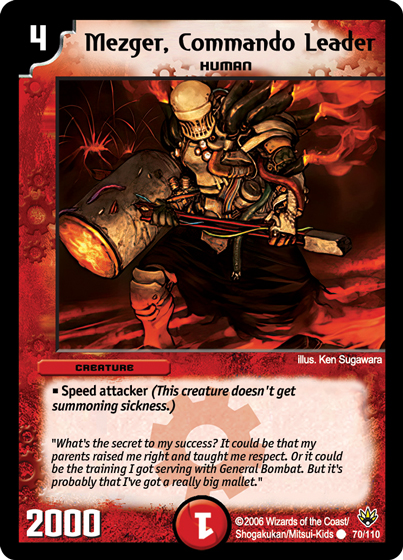 4
Mezger, Commando Leader
HUMAN
illus. Ken Sugawara
CREATURE
▪ Speed attacker (This creature doesn't get
summoning sickness.)
"What's the secret to my success? It could be that my
parents raised me right and taught me respect. Or it could
be the training I got serving with General Bombat. But it's
probably that I've got a really big mallet."
2000
1
©2006 Wizards of the Coast/
Shogakukan/Mitsui-Kids ● 70/110